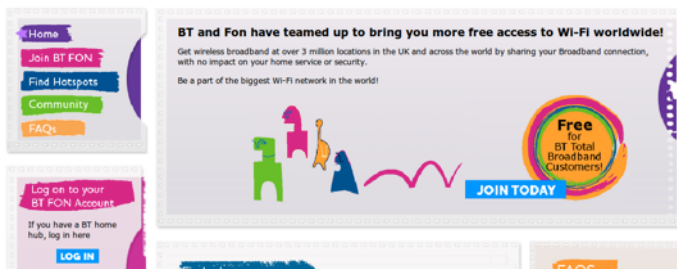 Home
Join BT FON
Find Hotspots
Community
FAQs
BT and Fon have teamed up to bring you more free access to Wi-Fi worldwide!
Get wireless broadband at over 3 million locations in the UK and across the world by sharing your Broadband connection,
with no impact on your home service or security.
Be a part of the biggest Wi-Fi network in the world!
Free
for
BT Total
Broadband
Customers!
JOIN TODAY
Log on to your
BT FON Account
If you have a BT home
hub, log in here
LOG IN
FAQS